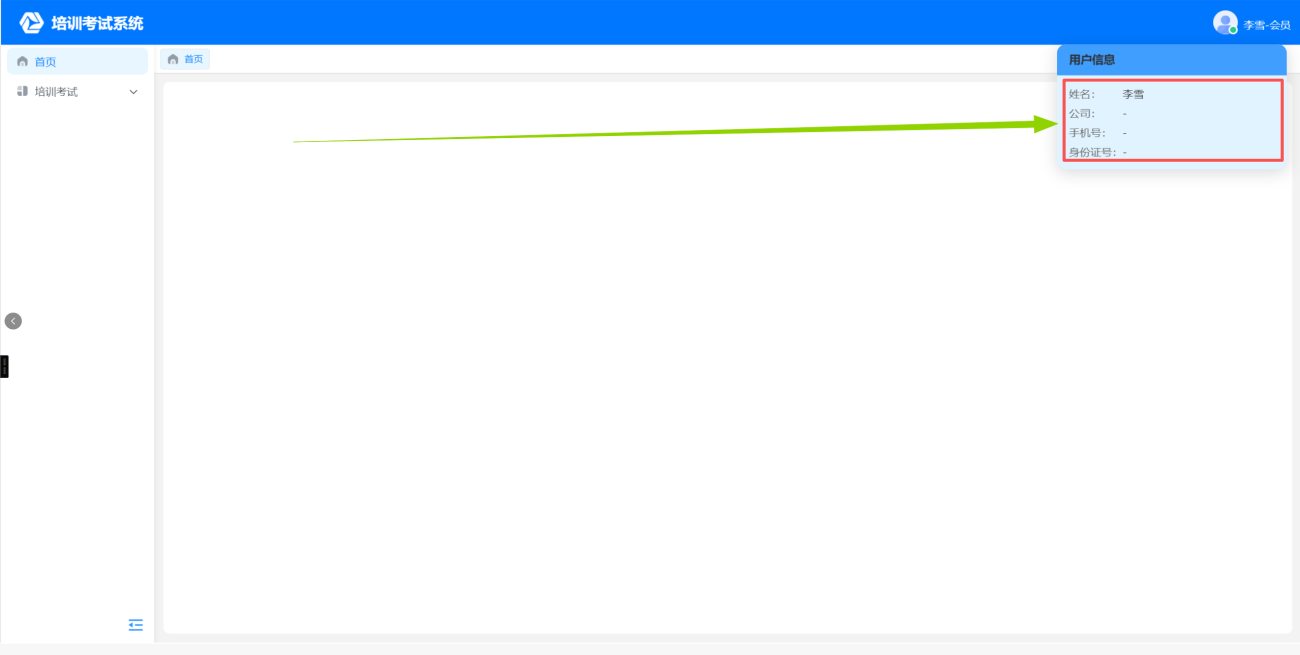 培训考试系统
李雪-会员
首页
培训考试
首页
用户信息
姓名： 李雪
公司： -
手机号： -
身份证号： -